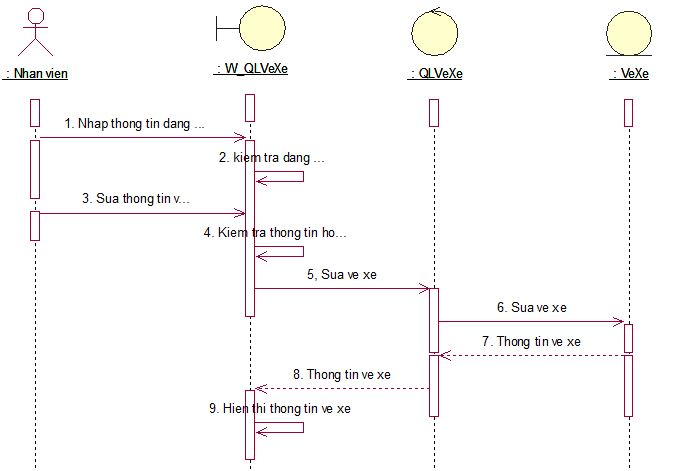 : Nhan vien
: W_QLVeXe
: QLVeXe
: VeXe
1. Nhap thong tin dang ...
2. kiem tra dang ...
3. Sua thong tin v...
4. Kiem tra thong tin ho...
5, Sua ve xe
6. Sua ve xe
7. Thong tin ve xe
8. Thong tin ve xe
9. Hien thi thong tin ve xe